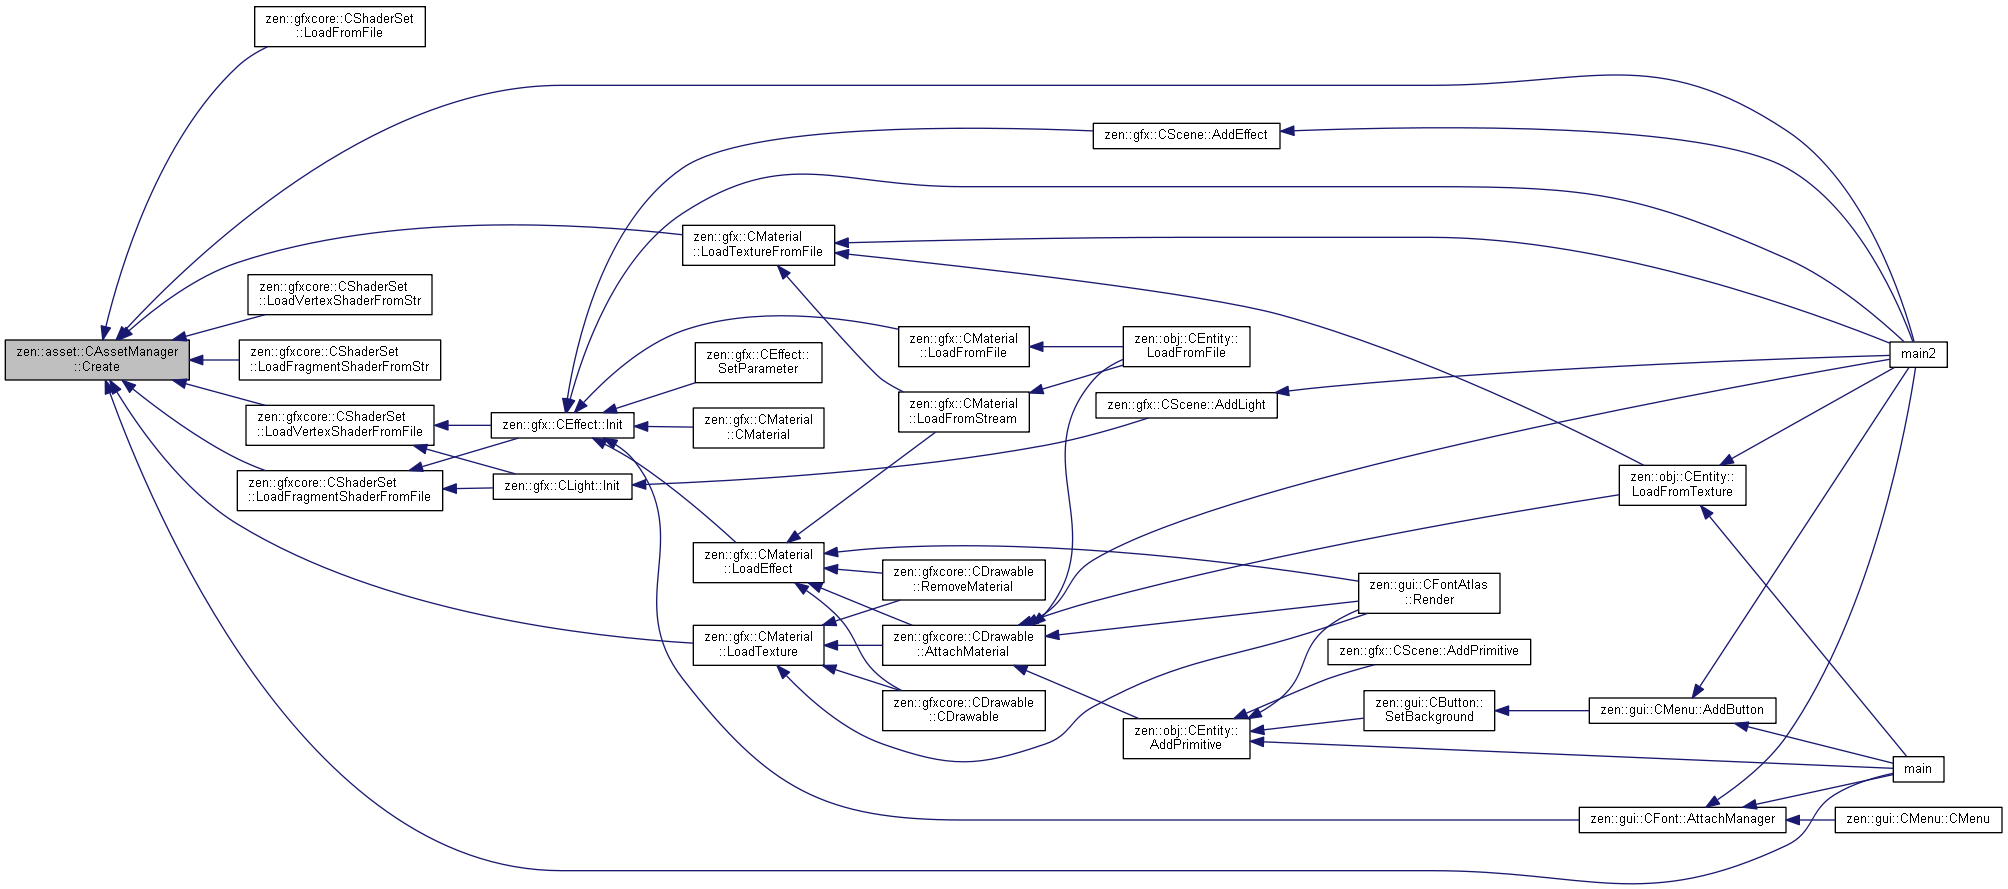 zen::gfxcore::CShaderSet
::LoadFromFile
zen::gfx::CScene::AddEffect
zen::gfx::CMaterial
::LoadTextureFromFile
zen::gfxcore::CShaderSet
::LoadVertexShaderFromStr
zen::asset::CAssetManager
::Create
zen::gfxcore::CShaderSet
::LoadFragmentShaderFromStr
zen::gfx::CEffect::
SetParameter
zen::gfx::CMaterial
::LoadFromFile
zen::obj::CEntity::
LoadFromFile
main2
zen::gfxcore::CShaderSet
::LoadVertexShaderFromFile
zen::gfx::CEffect::Init
zen::gfx::CMaterial
::CMaterial
zen::gfx::CMaterial
::LoadFromStream
zen::gfx::CScene::AddLight
zen::gfxcore::CShaderSet
::LoadFragmentShaderFromFile
zen::gfx::CLight::Init
zen::obj::CEntity::
LoadFromTexture
zen::gfx::CMaterial
::LoadEffect
zen::gfxcore::CDrawable
::RemoveMaterial
zen::gui::CFontAtlas
::Render
zen::gfx::CMaterial
::LoadTexture
zen::gfxcore::CDrawable
::AttachMaterial
zen::gfx::CScene::AddPrimitive
zen::gfxcore::CDrawable
::CDrawable
zen::gui::CButton::
SetBackground
zen::gui::CMenu::AddButton
zen::obj::CEntity::
AddPrimitive
main
zen::gui::CFont::AttachManager
zen::gui::CMenu::CMenu